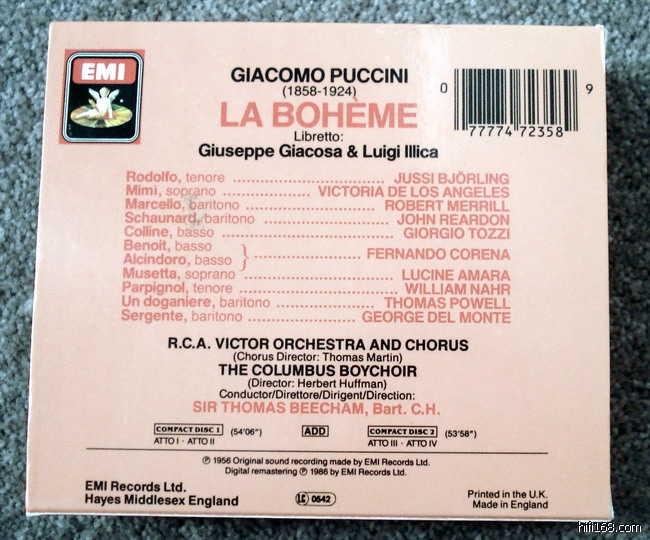 EMI
GIACOMO PUCCINI
(1858-1924)
LA BOHÈME
Libretto:
Giuseppe Giacosa & Luigi Illica
0 77774 72358 9
Rodolfo, tenore ........ JUSSI BJÖRLING
Mimì, soprano ........ VICTORIA DE LOS ANGELES
Marcello, baritono ........ ROBERT MERRILL
Schaunard, baritono ........ JOHN REARDON
Colline, basso ........ GIORGIO TOZZI
Benoit, basso
Alcindoro, basso } ........ FERNANDO CORENA
Musetta, soprano ........ LUCINE AMARA
Parpignol, tenore ........ WILLIAM NAHR
Un doganiere, baritono ........ THOMAS POWELL
Sergente, baritono ........ GEORGE DEL MONTE
R.C.A. VICTOR ORCHESTRA AND CHORUS
(Chorus Director: Thomas Martin)
THE COLUMBUS BOYCHOIR
(Director: Herbert Huffman)
Conductor/Direttore/Dirigent/Direction:
SIR THOMAS BEECHAM, Bart. C.H.
COMPACT DISC 1 (54'06") ADD COMPACT DISC 2 (53'58")
ATTO I · ATTO II ATTO III · ATTO IV
℗ 1956 Original sound recording made by EMI Records Ltd.
Digital remastering ℗ 1986 by EMI Records Ltd.
EMI Records Ltd.
Hayes Middlesex England
LC 0542
Printed in the U.K.
Made in England
hifi168.com